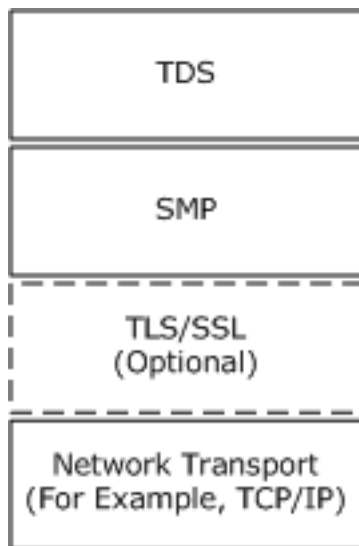 TDS
SMP
TLS/SSL
(Optional)
Network Transport
(For Example, TCP/IP)